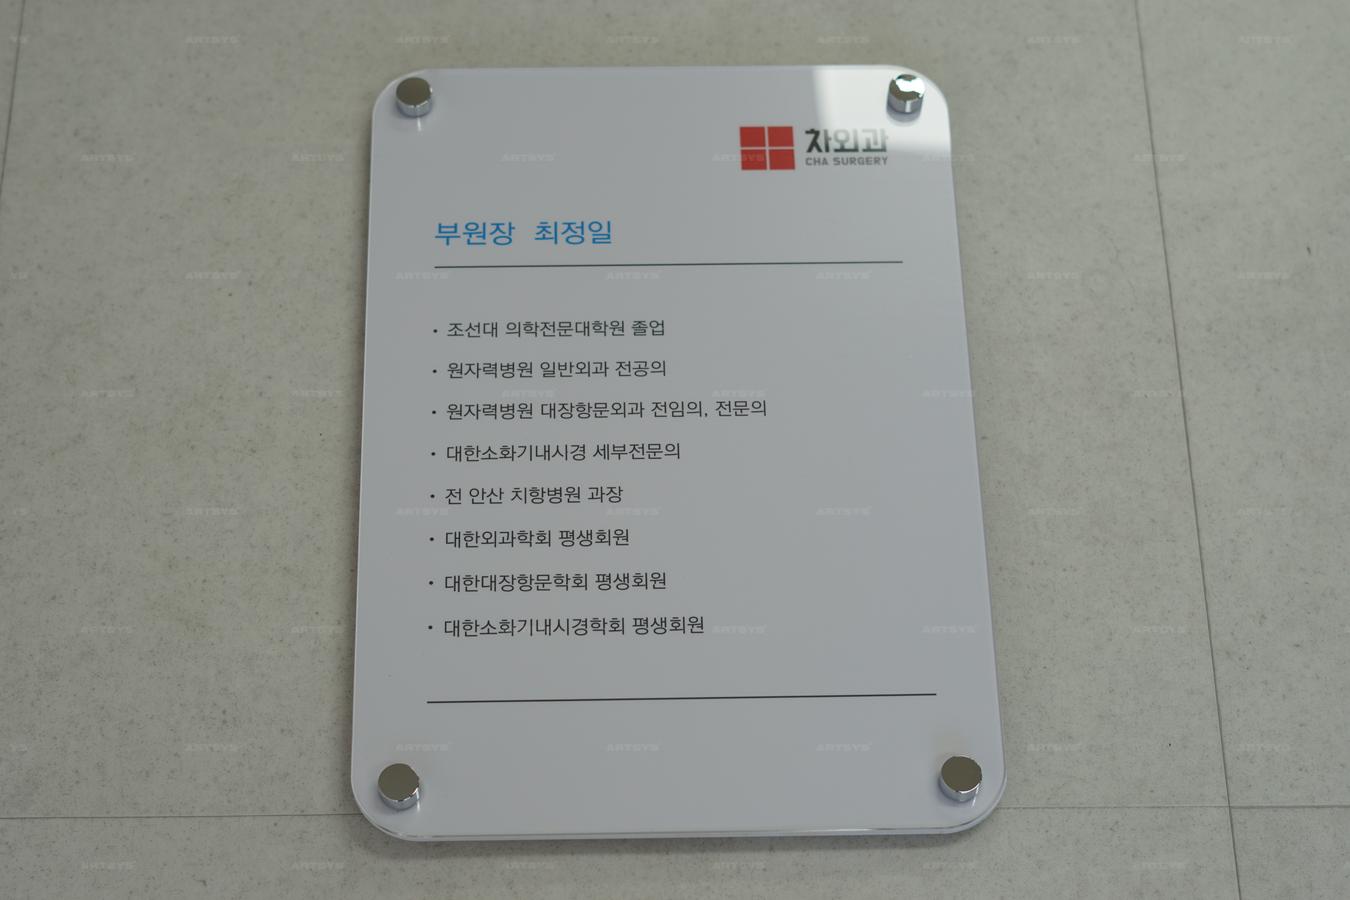 차외과
CHA SURGERY
부원장 최정일
• 조선대 의학전문대학원 졸업
• 원자력병원 일반외과 전공의
• 원자력병원 대장항문외과 전임의, 전문의
• 대한소화기내시경 세부전문의
• 전 안산 치항병원 과장
• 대한외과학회 평생회원
• 대한대장항문학회 평생회원
• 대한소화기내시경학회 평생회원
ARTSYS